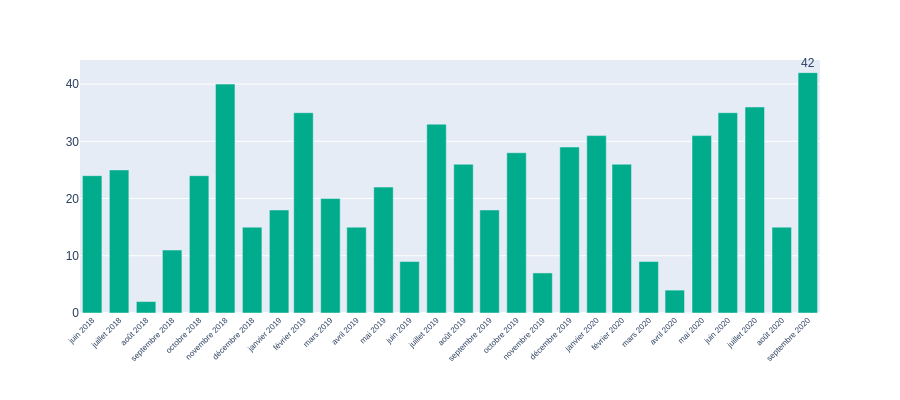 42
40
30
20
10
0
juin 2018
juillet 2018
août 2018
septembre 2018
octobre 2018
novembre 2018
décembre 2018
janvier 2019
février 2019
mars 2019
avril 2019
mai 2019
juin 2019
juillet 2019
août 2019
septembre 2019
octobre 2019
novembre 2019
décembre 2019
janvier 2020
février 2020
mars 2020
avril 2020
mai 2020
juin 2020
juillet 2020
août 2020
septembre 2020